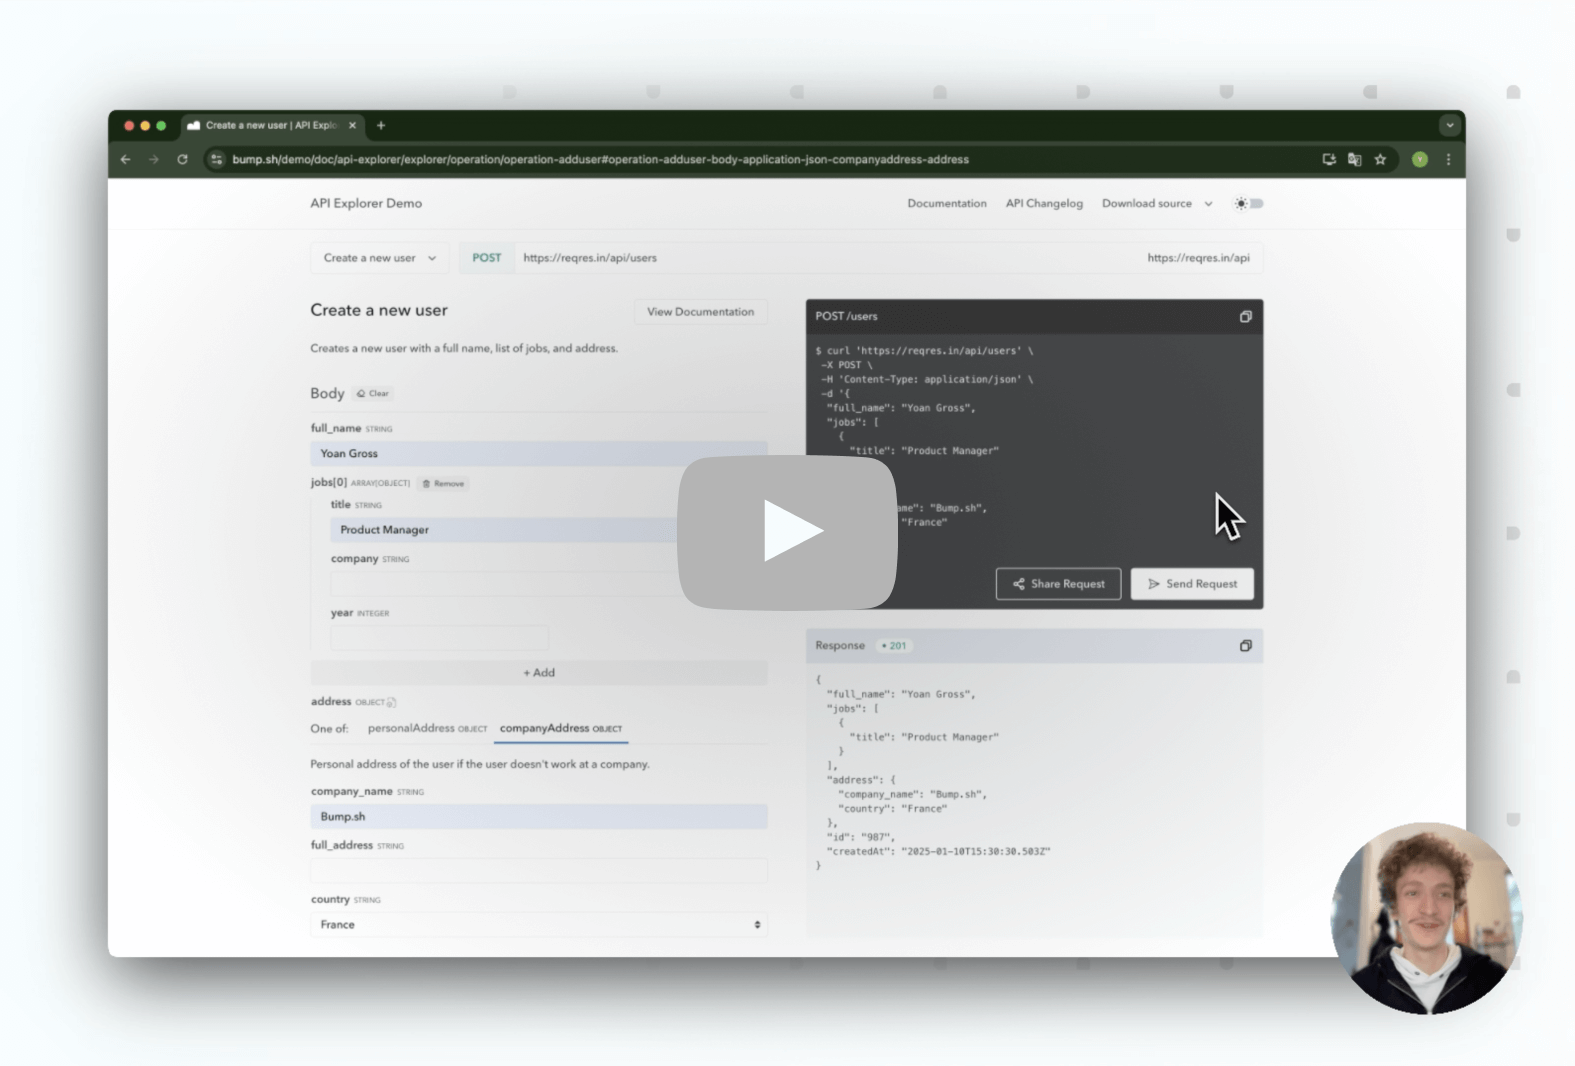 Create a new user | API Explo
bump.sh/demo/doc/api-explorer/explorer/operation/operation-adduser#operation-adduser-body-application-json-companyaddress-address
Y
API Explorer Demo
Documentation
API Changelog
Download source
Create a new user
POST
https://reqres.in/api/users
https://reqres.in/api
Create a new user
View Documentation
Creates a new user with a full name, list of jobs, and address.
Body
Clear
full_name STRING
Yoan Gross
jobs[0] ARRAY[OBJECT]
Remove
title STRING
Product Manager
company STRING
year INTEGER
+ Add
address OBJECT
One of:
personalAddress OBJECT
companyAddress OBJECT
Personal address of the user if the user doesn't work at a company.
company_name STRING
Bump.sh
full_address STRING
country STRING
France
POST /users
$ curl 'https://reqres.in/api/users' \
-X POST \
-H 'Content-Type: application/json' \
-d '{
"full_name": "Yoan Gross",
"jobs": [
{
"title": "Product Manager"
ame": "Bump.sh",
"France"
Share Request
Send Request
Response
• 201
{
"full_name": "Yoan Gross",
"jobs": [
{
"title": "Product Manager"
}
],
"address": {
"company_name": "Bump.sh",
"country": "France"
},
"id": "987",
"createdAt": "2025-01-10T15:30:30.503Z"
}